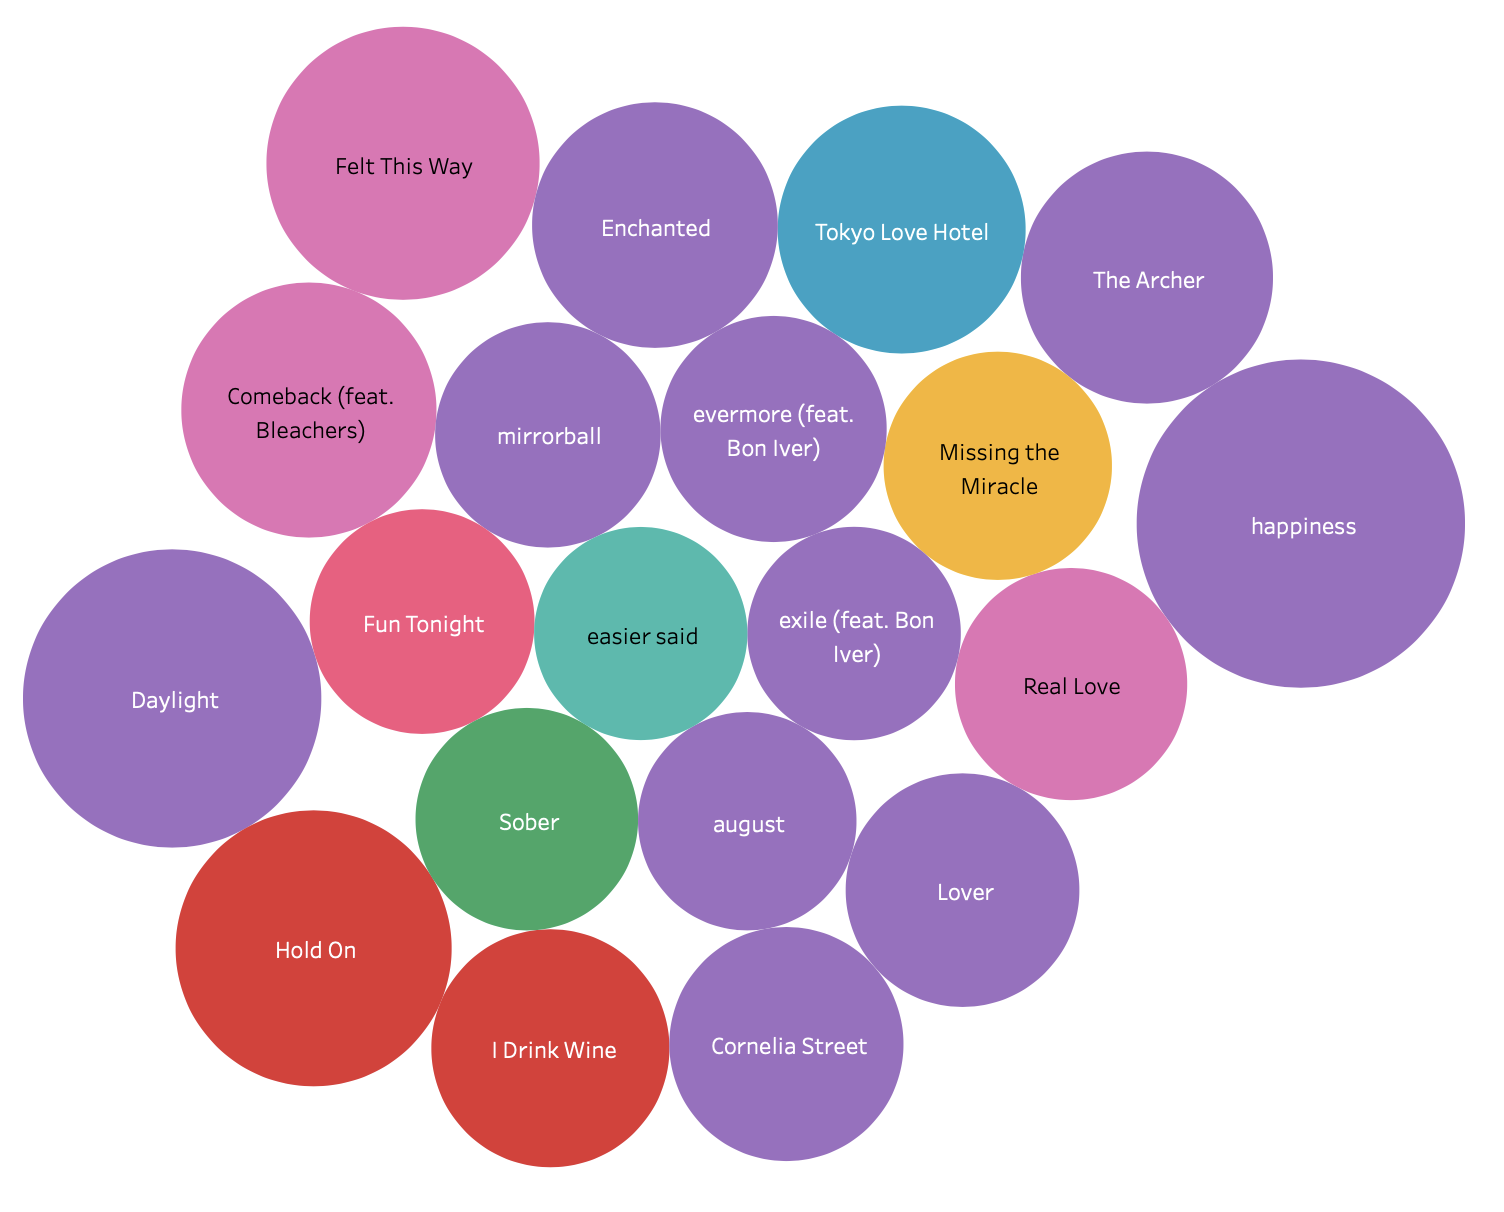 Felt This Way
Enchanted
Tokyo Love Hotel
The Archer
Comeback (feat.
Bleachers)
mirrorball
evermore (feat.
Bon Iver)
Missing the
Miracle
happiness
Fun Tonight
easier said
exile (feat. Bon
Iver)
Real Love
Daylight
Sober
august
Lover
Hold On
I Drink Wine
Cornelia Street